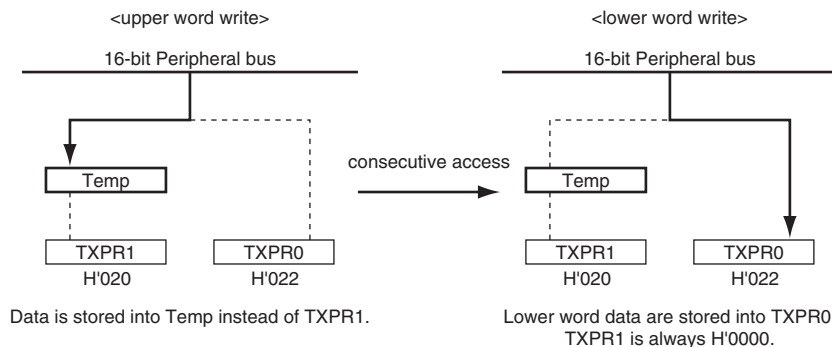 <upper word write>
16-bit Peripheral bus
Temp
TXPR1
TXPR0
H'020
H'022
Data is stored into Temp instead of TXPR1.
consecutive access
<lower word write>
16-bit Peripheral bus
Temp
TXPR1
TXPR0
H'020
H'022
Lower word data are stored into TXPR0
TXPR1 is always H'0000.